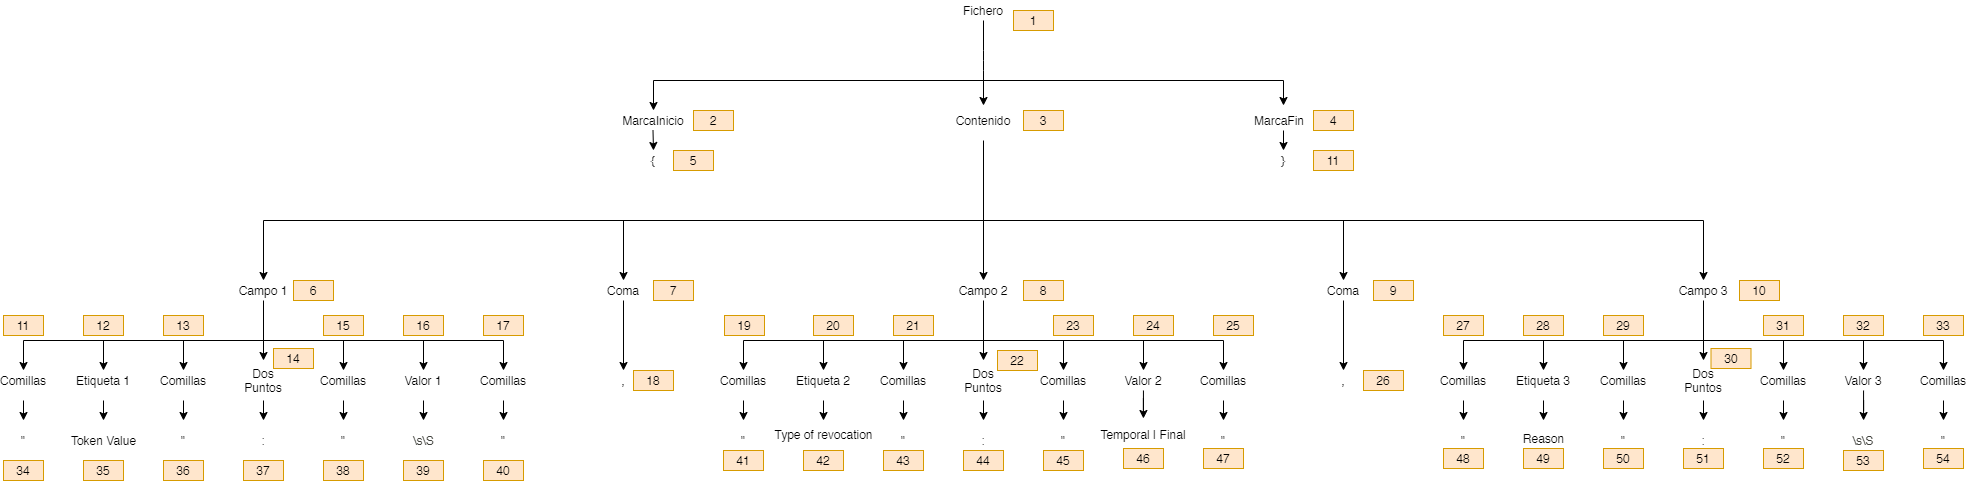 Fichero 1
MarcaInicio 2 Contenido 3 MarcaFin 4
{ 5 } 11
Campo 1 6 Coma 7 Campo 2 8 Coma 9 Campo 3 10
11 12 13 15 16 17 19 20 21 23 24 25 27 28 29 31 32 33
14 22 30
Comillas Etiqueta 1 Comillas Dos Puntos Comillas Valor 1 Comillas , 18 Comillas Etiqueta 2 Comillas Dos Puntos Comillas Valor 2 Comillas , 26 Comillas Etiqueta 3 Comillas Dos Puntos Comillas Valor 3 Comillas
" Token Value " : " \s\S " " Type of revocation " : " Temporal | Final " " Reason " : " \s\S "
34 35 36 37 38 39 40 41 42 43 44 45 46 47 48 49 50 51 52 53 54